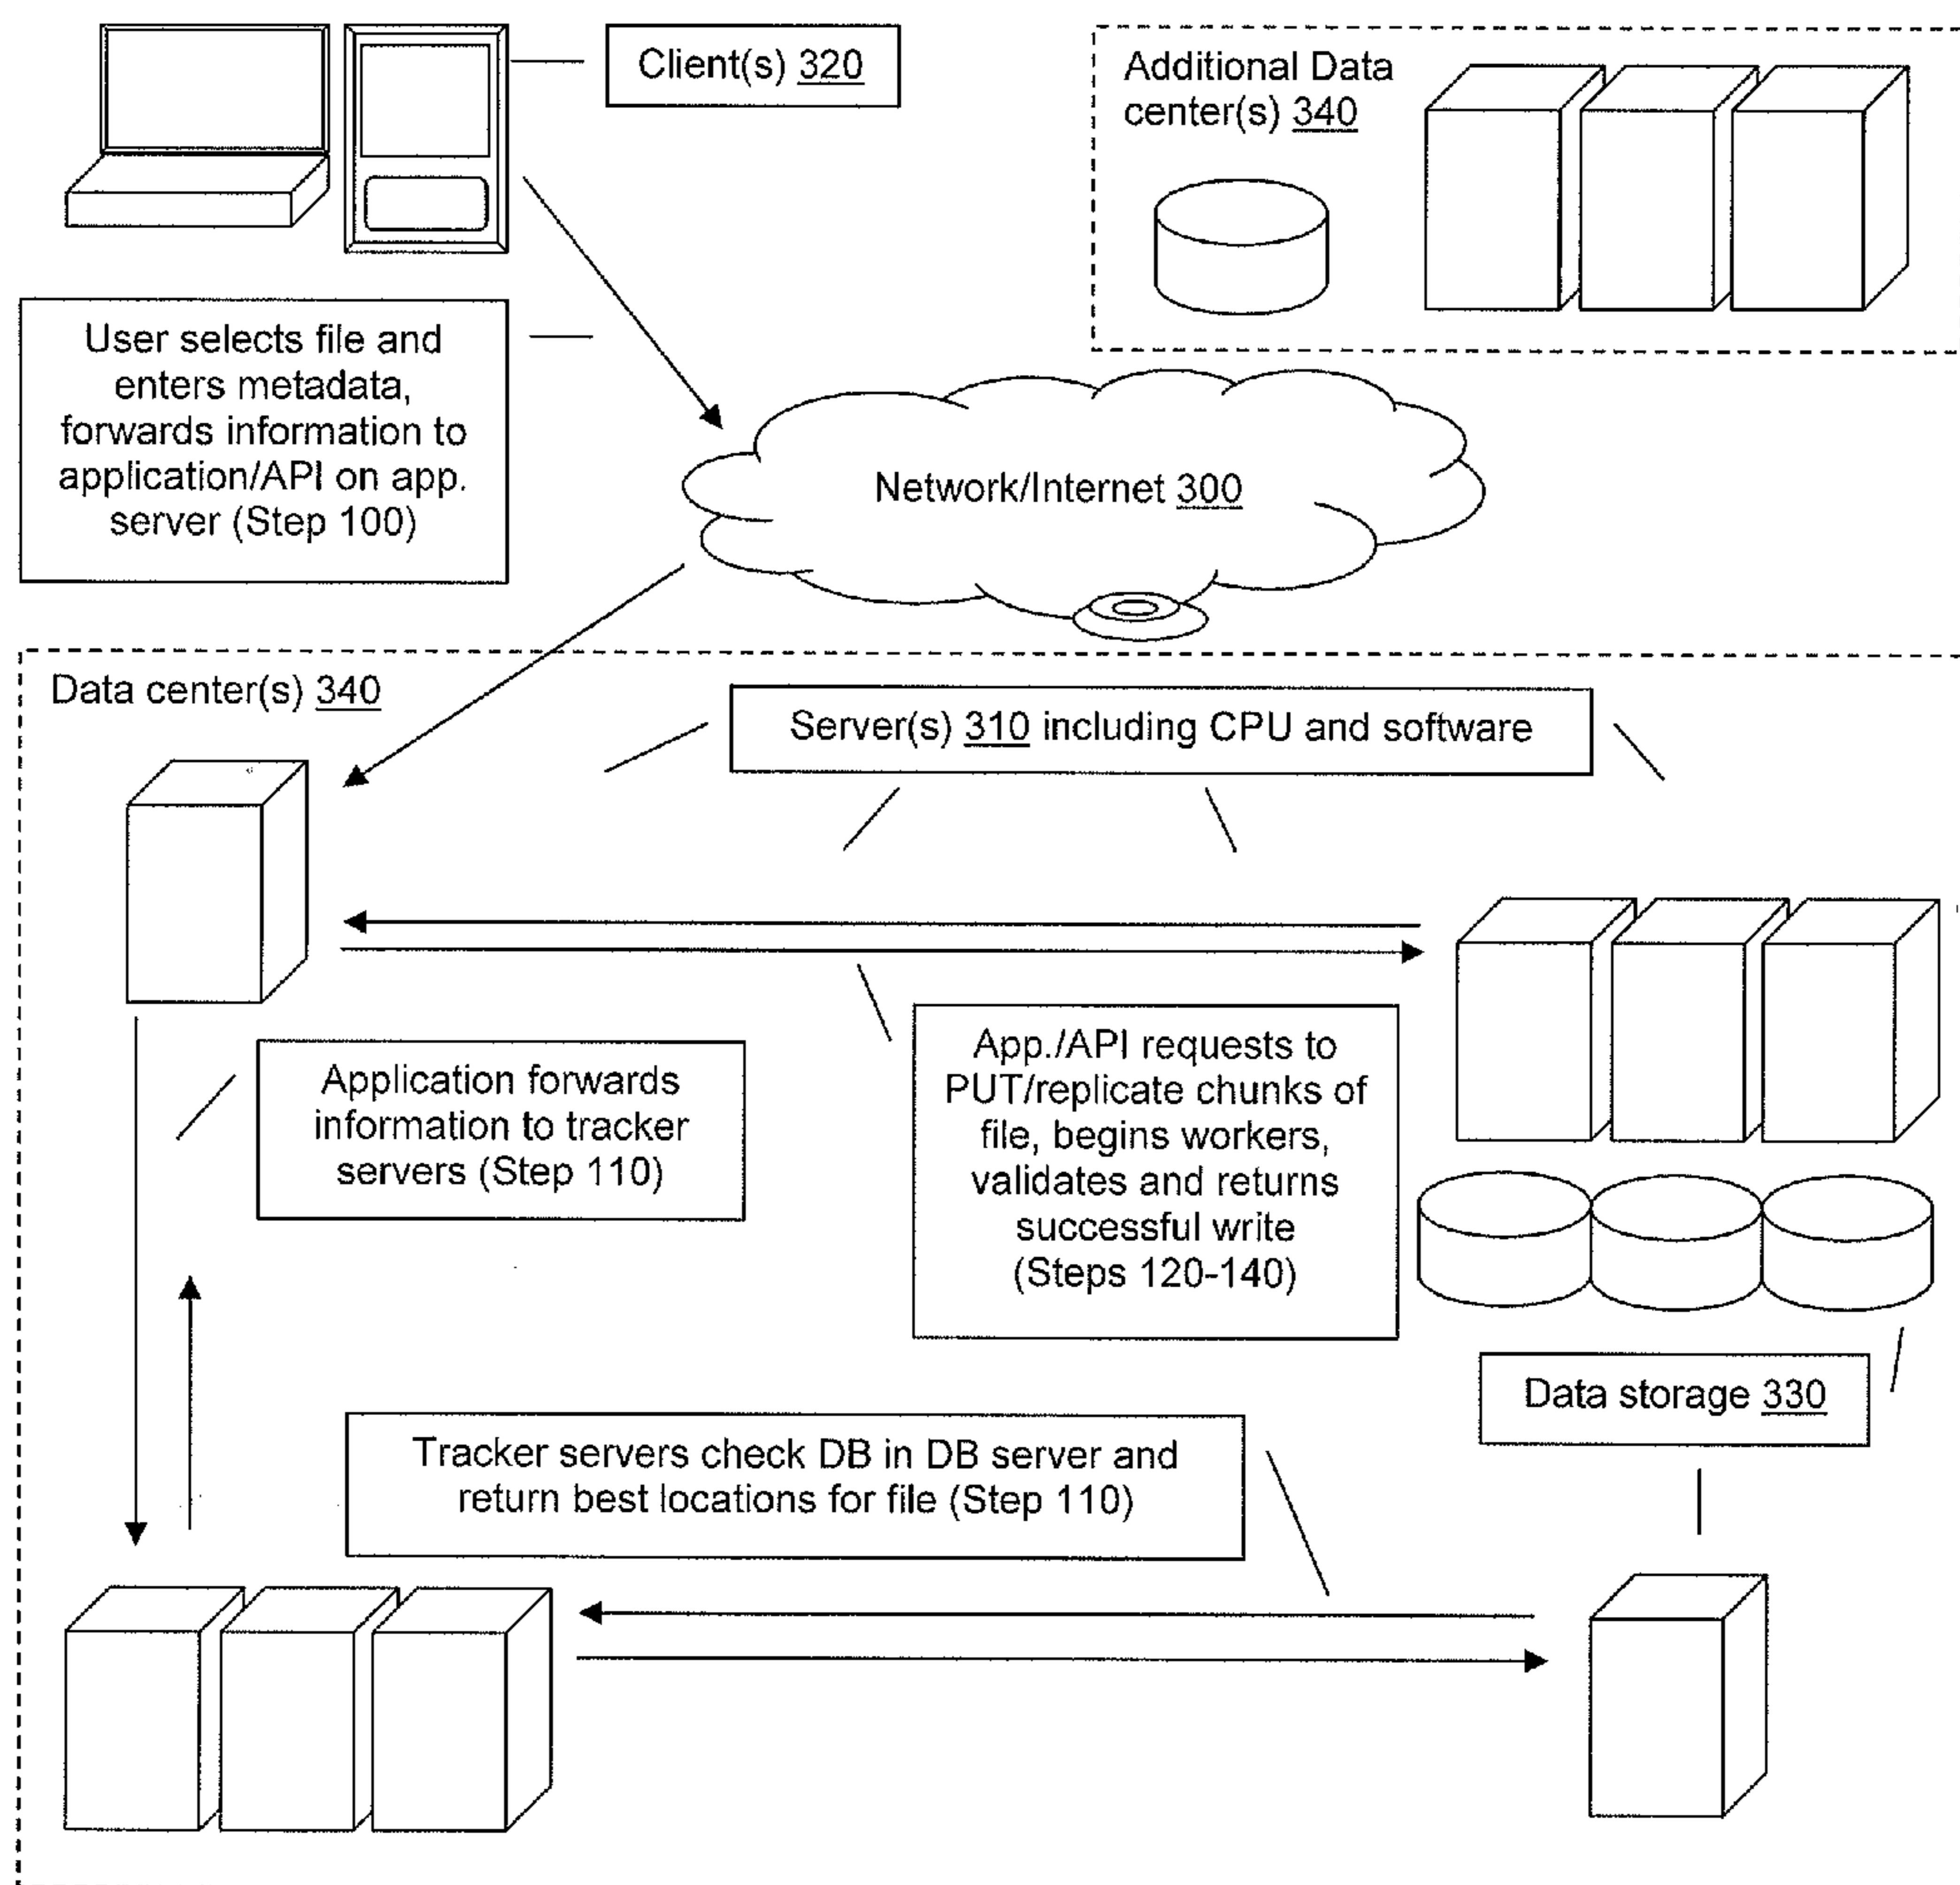 Client(s) 320
Additional Data
center(s) 340
User selects file and
enters metadata,
forwards information to
application/API on app.
server (Step 100)
Network/Internet 300
Data center(s) 340
Server(s) 310 including CPU and software
Application forwards
information to tracker
servers (Step 110)
App./API requests to
PUT/replicate chunks of
file, begins workers,
validates and returns
successful write
(Steps 120-140)
Data storage 330
Tracker servers check DB in DB server and
return best locations for file (Step 110)